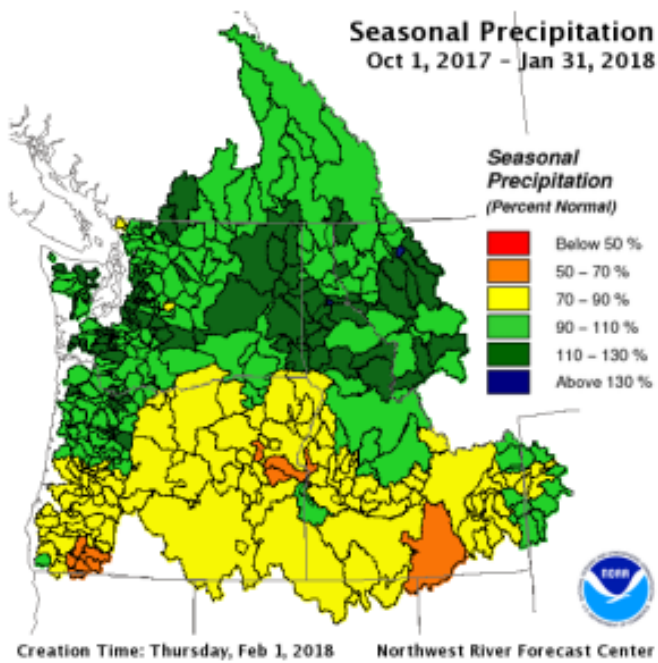 Seasonal Precipitation
Oct 1, 2017 – Jan 31, 2018
Seasonal
Precipitation
(Percent Normal)
Below 50 %
50 – 70 %
70 – 90 %
90 – 110 %
110 – 130 %
Above 130 %
NOAA
Creation Time: Thursday, Feb 1, 2018 Northwest River Forecast Center